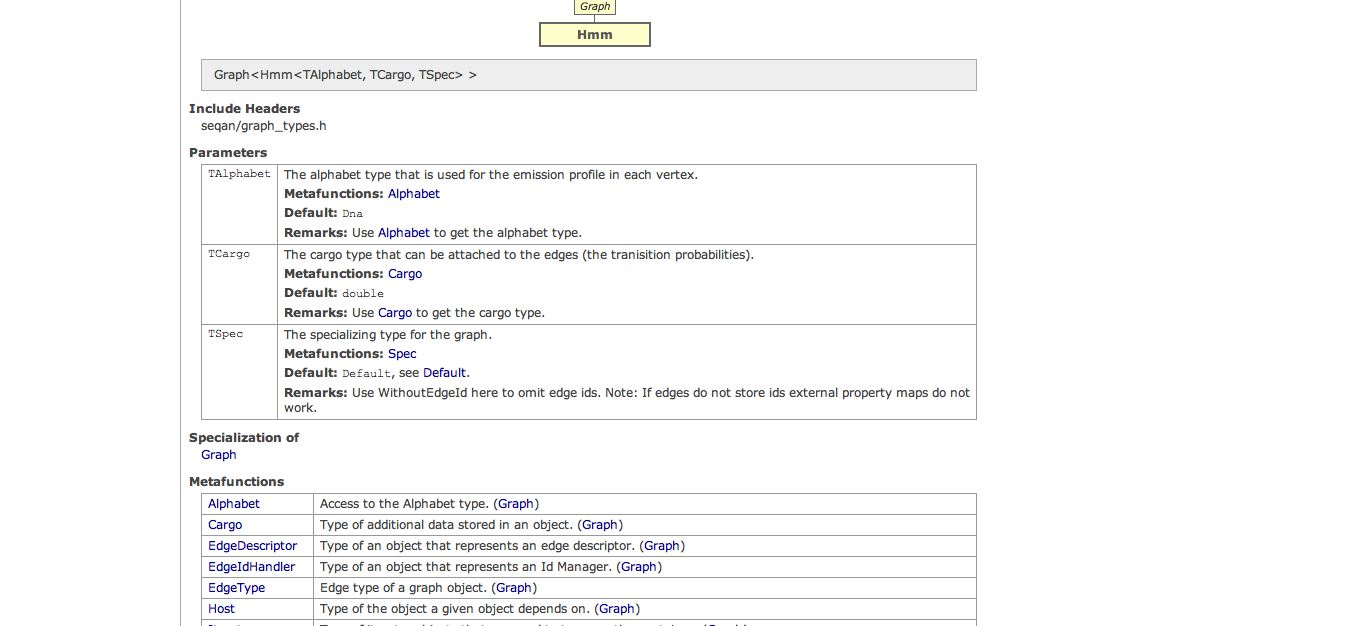 Graph
Hmm
Graph<Hmm<TAlphabet, TCargo, TSpec> >
Include Headers
seqan/graph_types.h
Parameters
TAlphabet The alphabet type that is used for the emission profile in each vertex.
Metafunctions: Alphabet
Default: Dna
Remarks: Use Alphabet to get the alphabet type.
TCargo The cargo type that can be attached to the edges (the tranisition probabilities).
Metafunctions: Cargo
Default: double
Remarks: Use Cargo to get the cargo type.
TSpec The specializing type for the graph.
Metafunctions: Spec
Default: Default, see Default.
Remarks: Use WithoutEdgeId here to omit edge ids. Note: If edges do not store ids external property maps do not
work.
Specialization of
Graph
Metafunctions
Alphabet Access to the Alphabet type. (Graph)
Cargo Type of additional data stored in an object. (Graph)
EdgeDescriptor Type of an object that represents an edge descriptor. (Graph)
EdgeIdHandler Type of an object that represents an Id Manager. (Graph)
EdgeType Edge type of a graph object. (Graph)
Host Type of the object a given object depends on. (Graph)